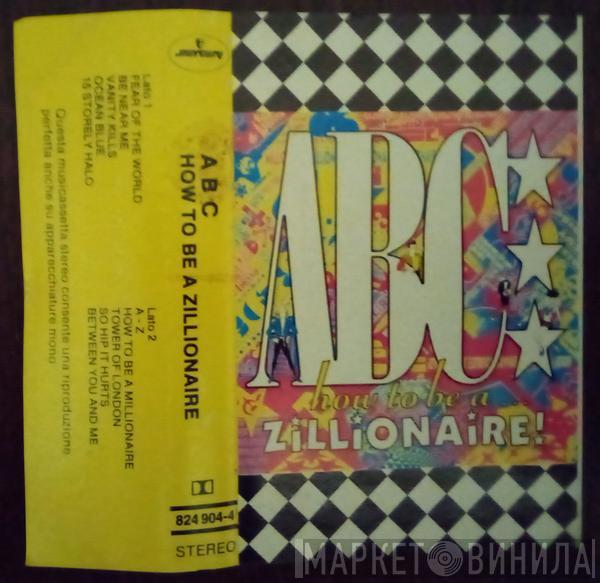 mercury
Lato 1
FEAR OF THE WORLD
BE NEAR ME
VANITY KILLS
OCEAN BLUE
15 STORELY HALO
Lato 2
A - Z
HOW TO BE A MILLIONAIRE
TOWER OF LONDON
SO HIP IT HURTS
BETWEEN YOU AND ME
Questa musicassetta stereo consente una riproduzione
perfetta anche su apparecchiature mono
ABC
HOW TO BE A ZILLIONAIRE
824 904-4
STEREO
ABC
how to be a ...
ZiLLiONAiRE!
МАРКЕТ ВИНИЛА